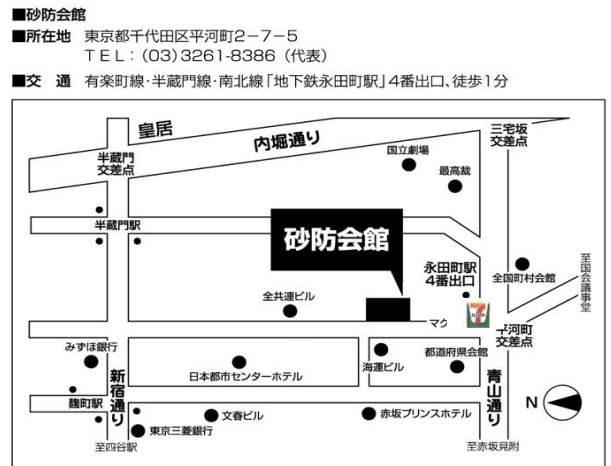 ■砂防会館
■所在地 東京都千代田区平河町2-7-5
TEL:(03)3261-8386(代表)
■交 通 有楽町線・半蔵門線・南北線「地下鉄永田町駅」4番出口、徒歩1分
皇居
内堀通り
三宅坂
交差点
半蔵門
交差点
国立劇場
最高裁
半蔵門駅
砂防会館
永田町駅
4番出口
全国町村会館
至国会議事堂
全共連ビル
マク
平河町
交差点
みずほ銀行
新宿通り
日本都市センターホテル
海運ビル
都道府県会館
青山通り
麹町駅
文春ビル
赤坂プリンスホテル
N
東京三菱銀行
至四谷駅
至赤坂見附